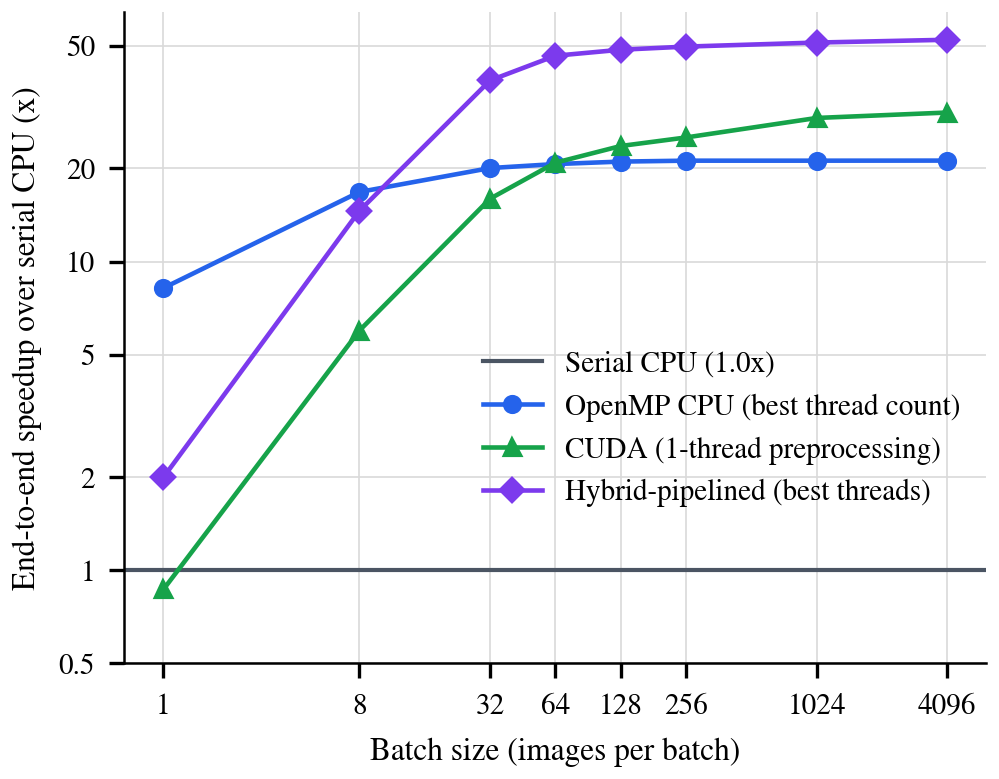 End-to-end speedup over serial CPU (x)
50
20
10
5
2
1
0.5
Serial CPU (1.0x)
OpenMP CPU (best thread count)
CUDA (1-thread preprocessing)
Hybrid-pipelined (best threads)
1 8 32 64 128 256 1024 4096
Batch size (images per batch)